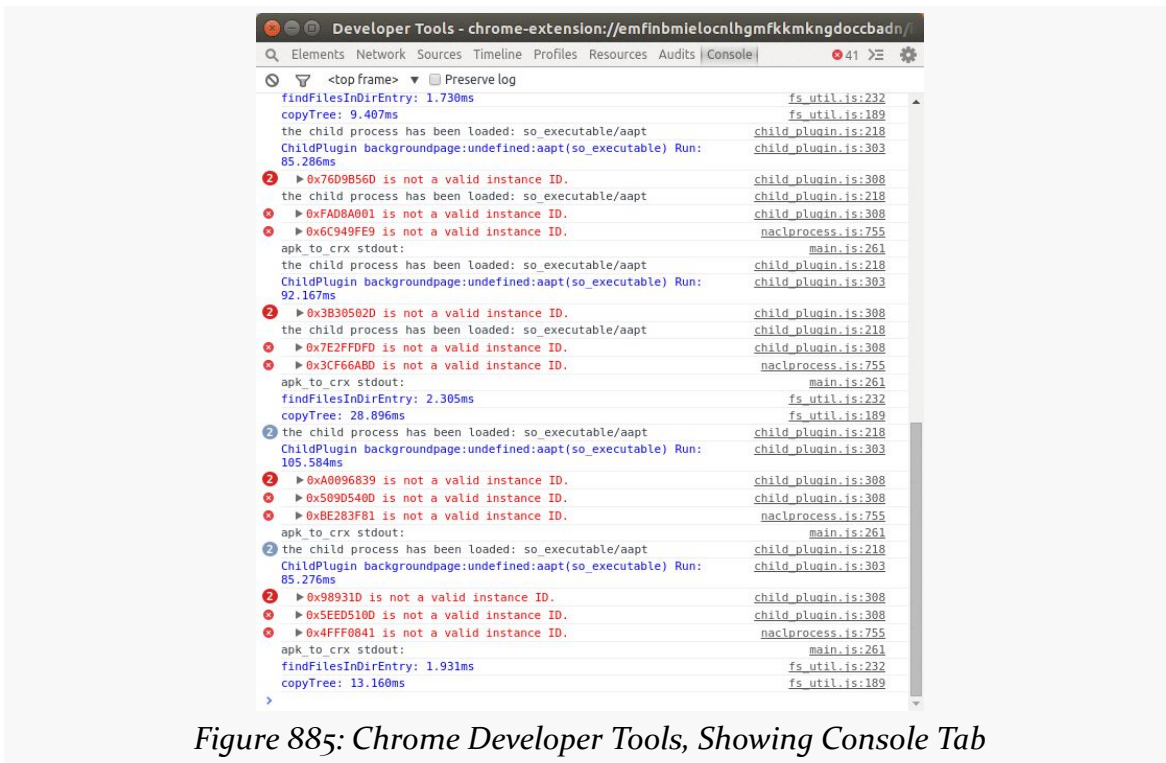 Developer Tools - chrome-extension://emfinbmielocnlhgmfkkmkngdoccbadn/i
Elements Network Sources Timeline Profiles Resources Audits Console 41
<top frame> ▼ Preserve log
findFilesInDirEntry: 1.730ms fs_util.js:232
copyTree: 9.407ms fs_util.js:189
the child process has been loaded: so_executable/aapt child_plugin.js:218
ChildPlugin backgroundpage:undefined:aapt(so_executable) Run: child_plugin.js:303
85.286ms
2 ▶0x76D9B56D is not a valid instance ID. child_plugin.js:308
the child process has been loaded: so_executable/aapt child_plugin.js:218
▶0xFAD8A001 is not a valid instance ID. child_plugin.js:308
▶0x6C949FE9 is not a valid instance ID. naclprocess.js:755
apk_to_crx stdout: main.js:261
the child process has been loaded: so_executable/aapt child_plugin.js:218
ChildPlugin backgroundpage:undefined:aapt(so_executable) Run: child_plugin.js:303
92.167ms
2 ▶0x3B30502D is not a valid instance ID. child_plugin.js:308
the child process has been loaded: so_executable/aapt child_plugin.js:218
▶0x7E2FFDFD is not a valid instance ID. child_plugin.js:308
▶0x3CF66ABD is not a valid instance ID. naclprocess.js:755
apk_to_crx stdout: main.js:261
findFilesInDirEntry: 2.305ms fs_util.js:232
copyTree: 28.896ms fs_util.js:189
2 the child process has been loaded: so_executable/aapt child_plugin.js:218
ChildPlugin backgroundpage:undefined:aapt(so_executable) Run: child_plugin.js:303
105.584ms
2 ▶0xA0096839 is not a valid instance ID. child_plugin.js:308
▶0x509D540D is not a valid instance ID. child_plugin.js:308
▶0xBE283F81 is not a valid instance ID. naclprocess.js:755
apk_to_crx stdout: main.js:261
2 the child process has been loaded: so_executable/aapt child_plugin.js:218
ChildPlugin backgroundpage:undefined:aapt(so_executable) Run: child_plugin.js:303
85.276ms
2 ▶0x98931D is not a valid instance ID. child_plugin.js:308
▶0x5EED510D is not a valid instance ID. child_plugin.js:308
▶0x4FFF0841 is not a valid instance ID. naclprocess.js:755
apk_to_crx stdout: main.js:261
findFilesInDirEntry: 1.931ms fs_util.js:232
copyTree: 13.160ms fs_util.js:189
Figure 885: Chrome Developer Tools, Showing Console Tab